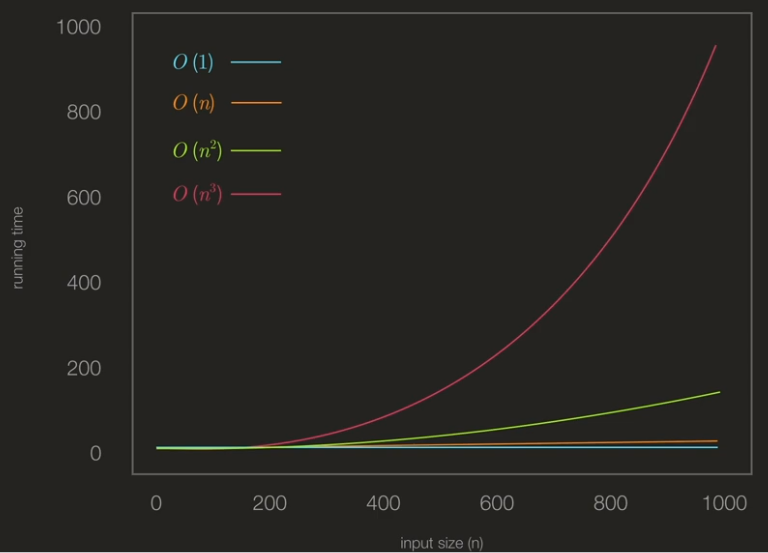 1000
800
600
400
200
0
running time
O (1)
O (n)
O (n²)
O (n³)
0 200 400 600 800 1000
input size (n)